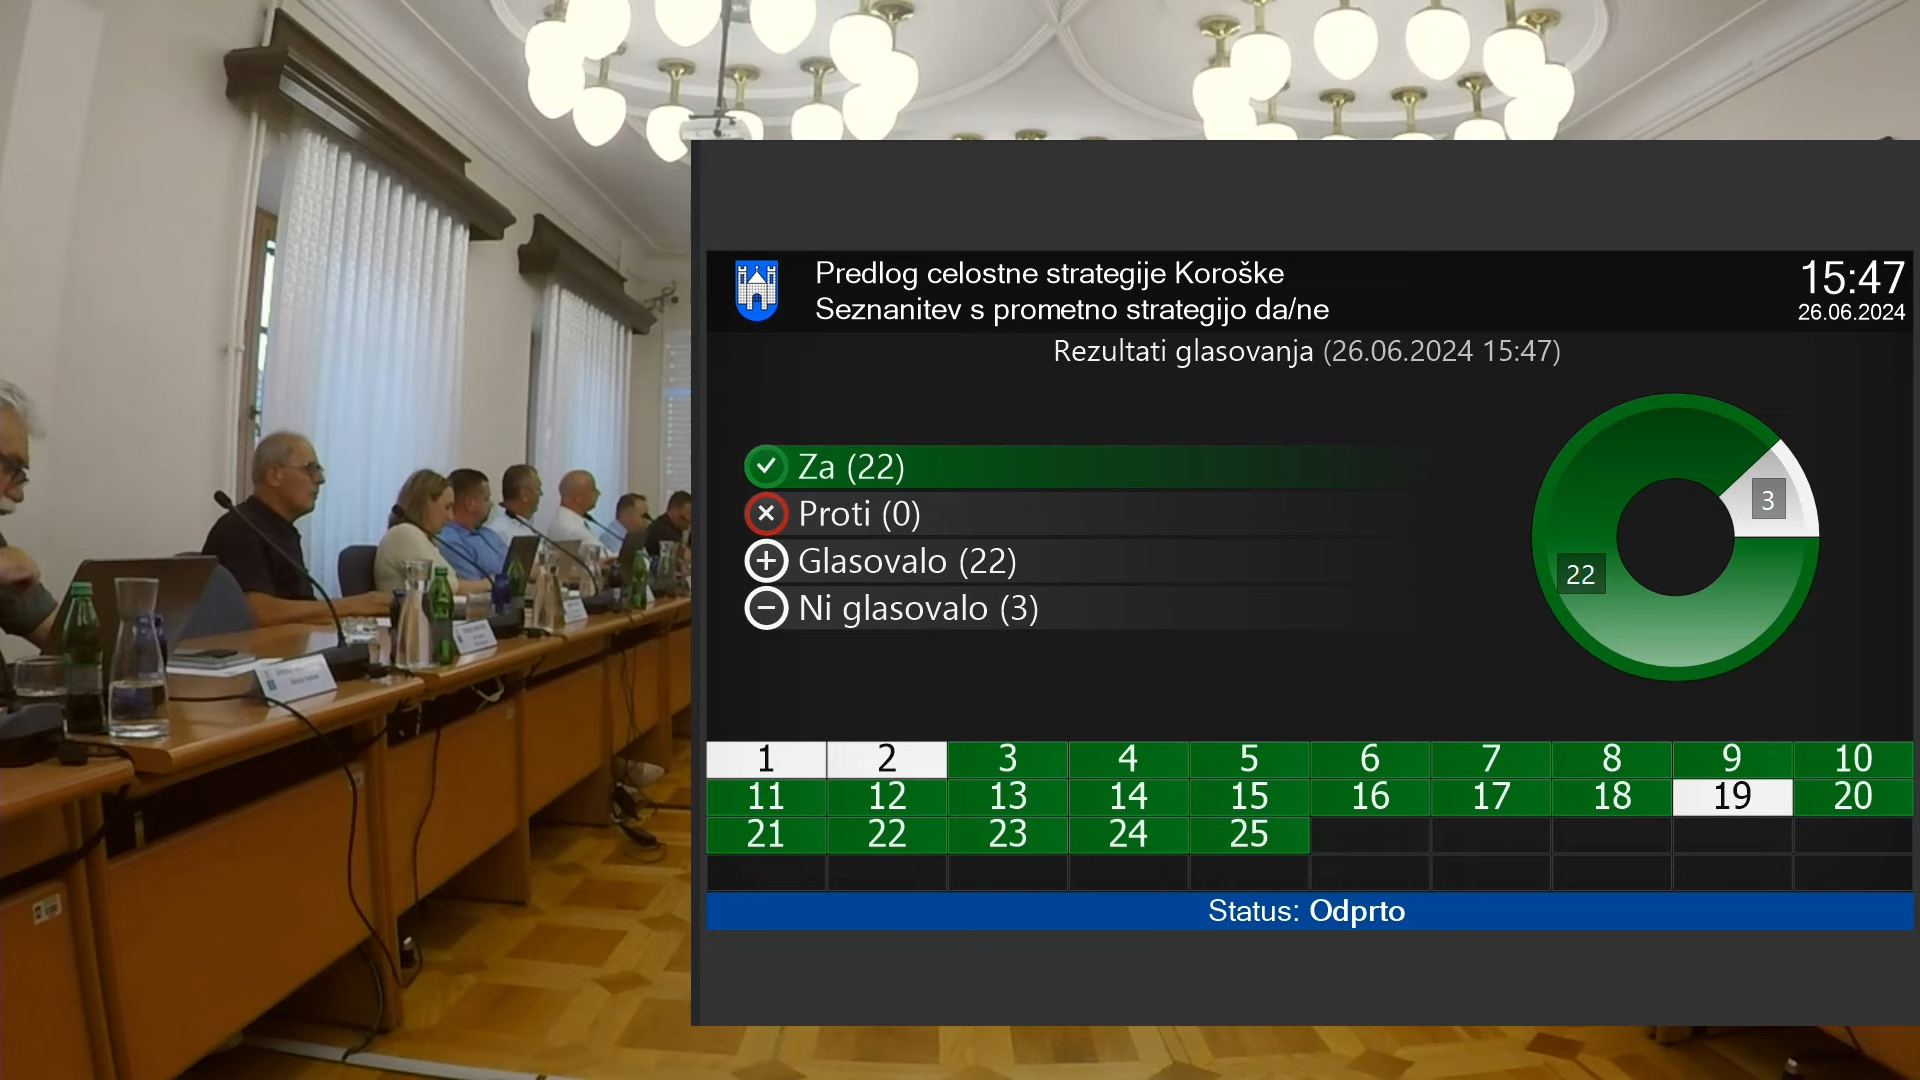 Predlog celostne strategije Koroške
Seznanitev s prometno strategijo da/ne
15:47
26.06.2024
Rezultati glasovanja (26.06.2024 15:47)
Za (22)
Proti (0)
Glasovalo (22)
Ni glasovalo (3)
3
22
1 2 3 4 5 6 7 8 9 10
11 12 13 14 15 16 17 18 19 20
21 22 23 24 25
Status: Odprto